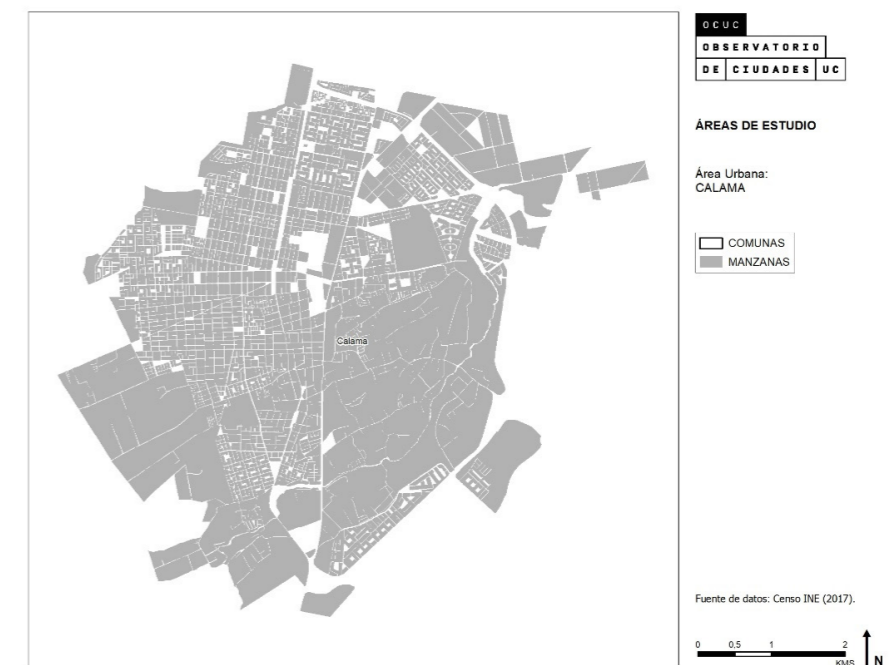 OCUC
OBSERVATORIO
DE CIUDADES UC
ÁREAS DE ESTUDIO
Área Urbana:
CALAMA
COMUNAS
MANZANAS
Calama
Fuente de datos: Censo INE (2017).
0 0,5 1 2
KMS
N